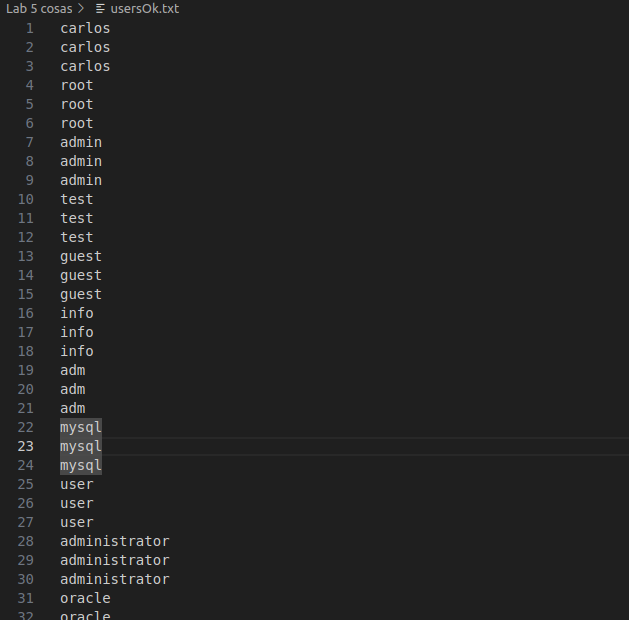 Lab 5 cosas > usersOk.txt
1 carlos
2 carlos
3 carlos
4 root
5 root
6 root
7 admin
8 admin
9 admin
10 test
11 test
12 test
13 guest
14 guest
15 guest
16 info
17 info
18 info
19 adm
20 adm
21 adm
22 mysql
23 mysql
24 mysql
25 user
26 user
27 user
28 administrator
29 administrator
30 administrator
31 oracle
32 oracle